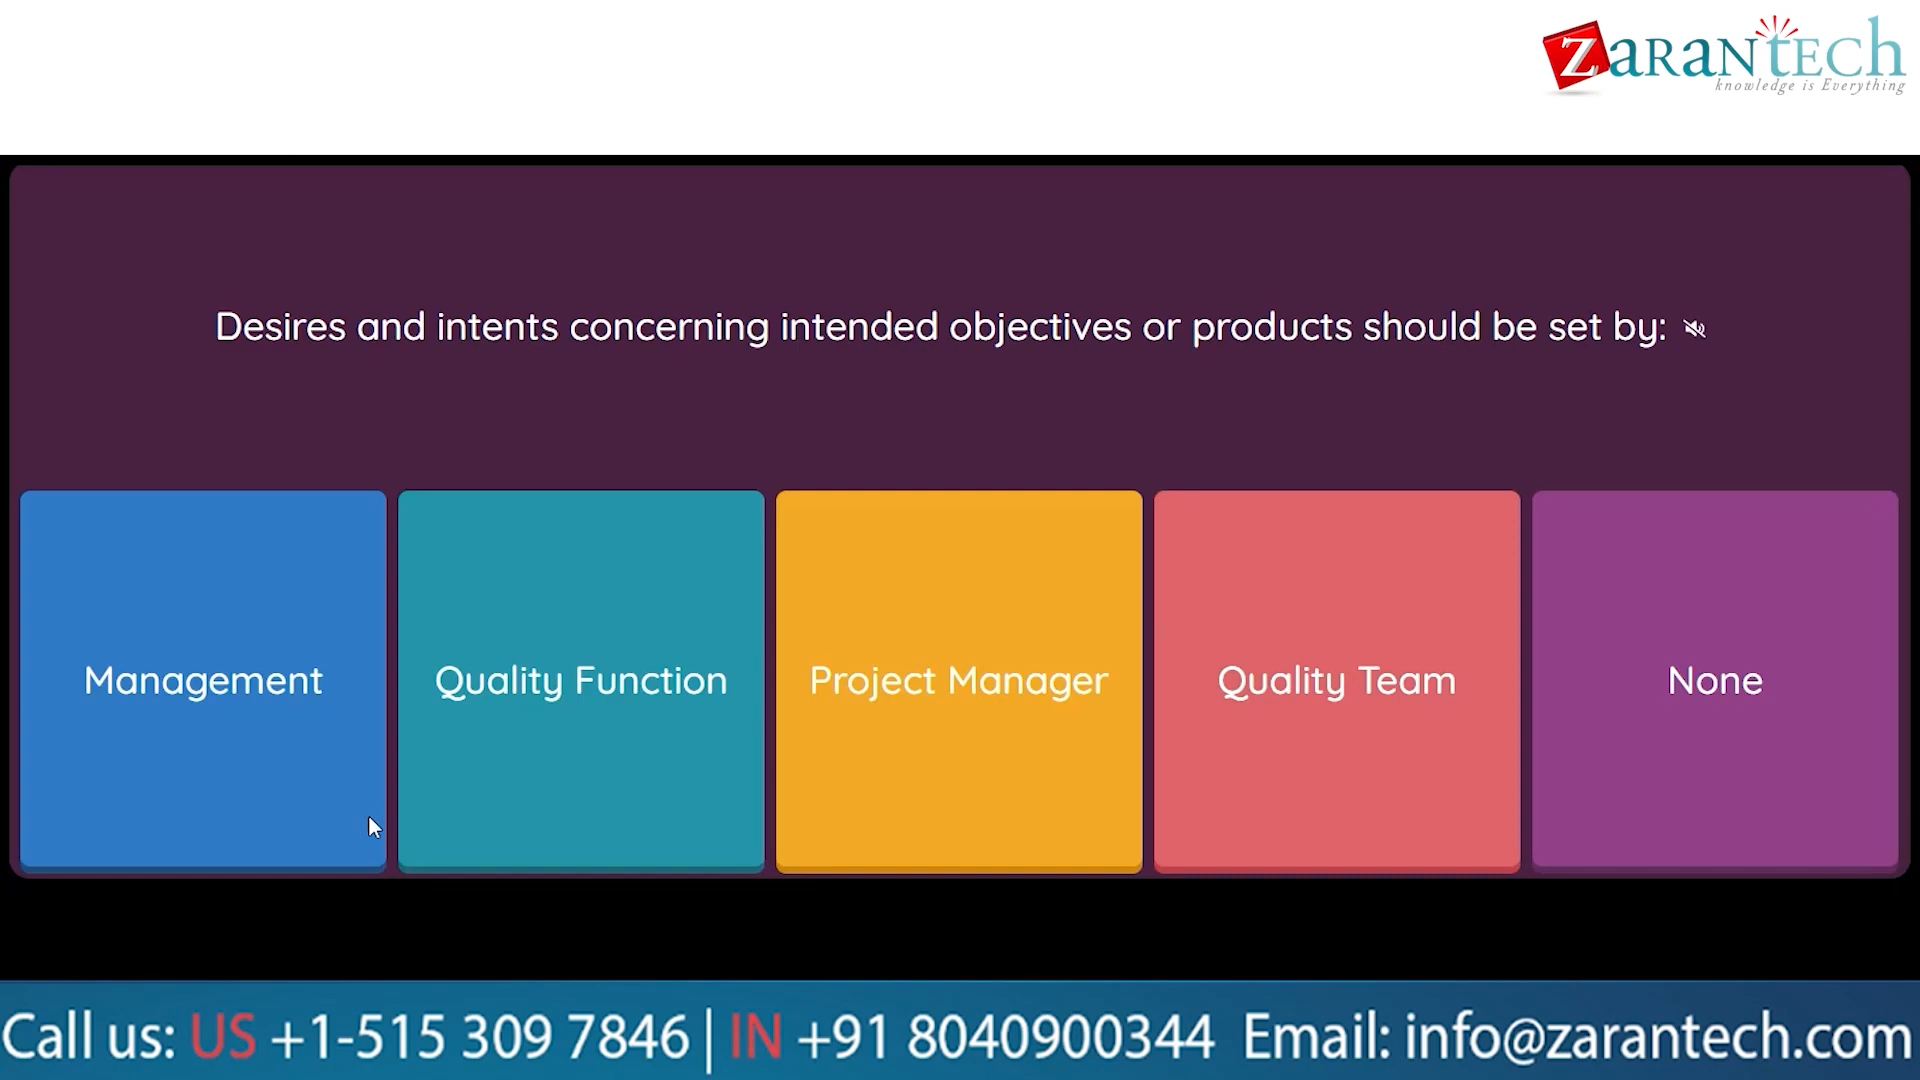 ZARANTECH
knowledge is Everything
Desires and intents concerning intended objectives or products should be set by:
Management
Quality Function
Project Manager
Quality Team
None
Call us: US +1-515 309 7846 | IN +91 8040900344 Email: info@zarantech.com